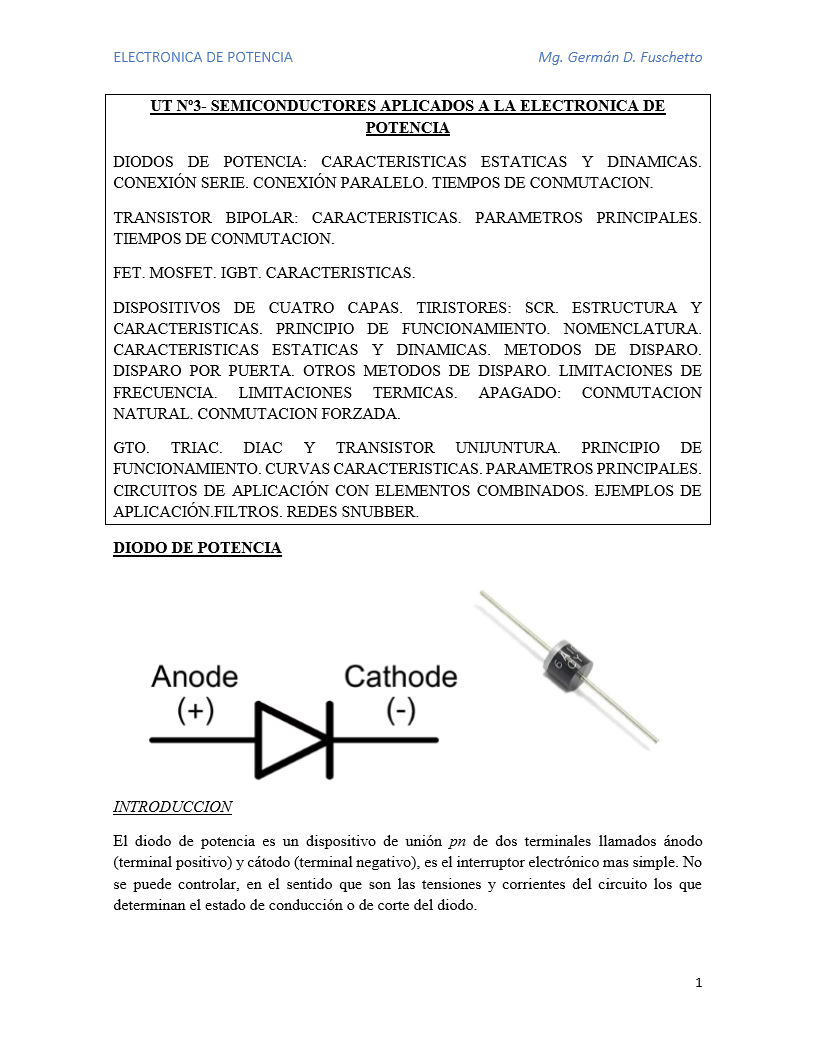 ELECTRONICA DE POTENCIA Mg. Germán D. Fuschetto
UT Nº3- SEMICONDUCTORES APLICADOS A LA ELECTRONICA DE
POTENCIA
DIODOS DE POTENCIA: CARACTERISTICAS ESTATICAS Y DINAMICAS.
CONEXIÓN SERIE. CONEXIÓN PARALELO. TIEMPOS DE CONMUTACION.
TRANSISTOR BIPOLAR: CARACTERISTICAS. PARAMETROS PRINCIPALES.
TIEMPOS DE CONMUTACION.
FET. MOSFET. IGBT. CARACTERISTICAS.
DISPOSITIVOS DE CUATRO CAPAS. TIRISTORES: SCR. ESTRUCTURA Y
CARACTERISTICAS. PRINCIPIO DE FUNCIONAMIENTO. NOMENCLATURA.
CARACTERISTICAS ESTATICAS Y DINAMICAS. METODOS DE DISPARO.
DISPARO POR PUERTA. OTROS METODOS DE DISPARO. LIMITACIONES DE
FRECUENCIA. LIMITACIONES TERMICAS. APAGADO: CONMUTACION
NATURAL. CONMUTACION FORZADA.
GTO. TRIAC. DIAC Y TRANSISTOR UNIJUNTURA. PRINCIPIO DE
FUNCIONAMIENTO. CURVAS CARACTERISTICAS. PARAMETROS PRINCIPALES.
CIRCUITOS DE APLICACIÓN CON ELEMENTOS COMBINADOS. EJEMPLOS DE
APLICACIÓN.FILTROS. REDES SNUBBER.
DIODO DE POTENCIA
Anode Cathode
(+) (-)
INTRODUCCION
El diodo de potencia es un dispositivo de unión pn de dos terminales llamados ánodo
(terminal positivo) y cátodo (terminal negativo), es el interruptor electrónico mas simple. No
se puede controlar, en el sentido que son las tensiones y corrientes del circuito los que
determinan el estado de conducción o de corte del diodo.
1